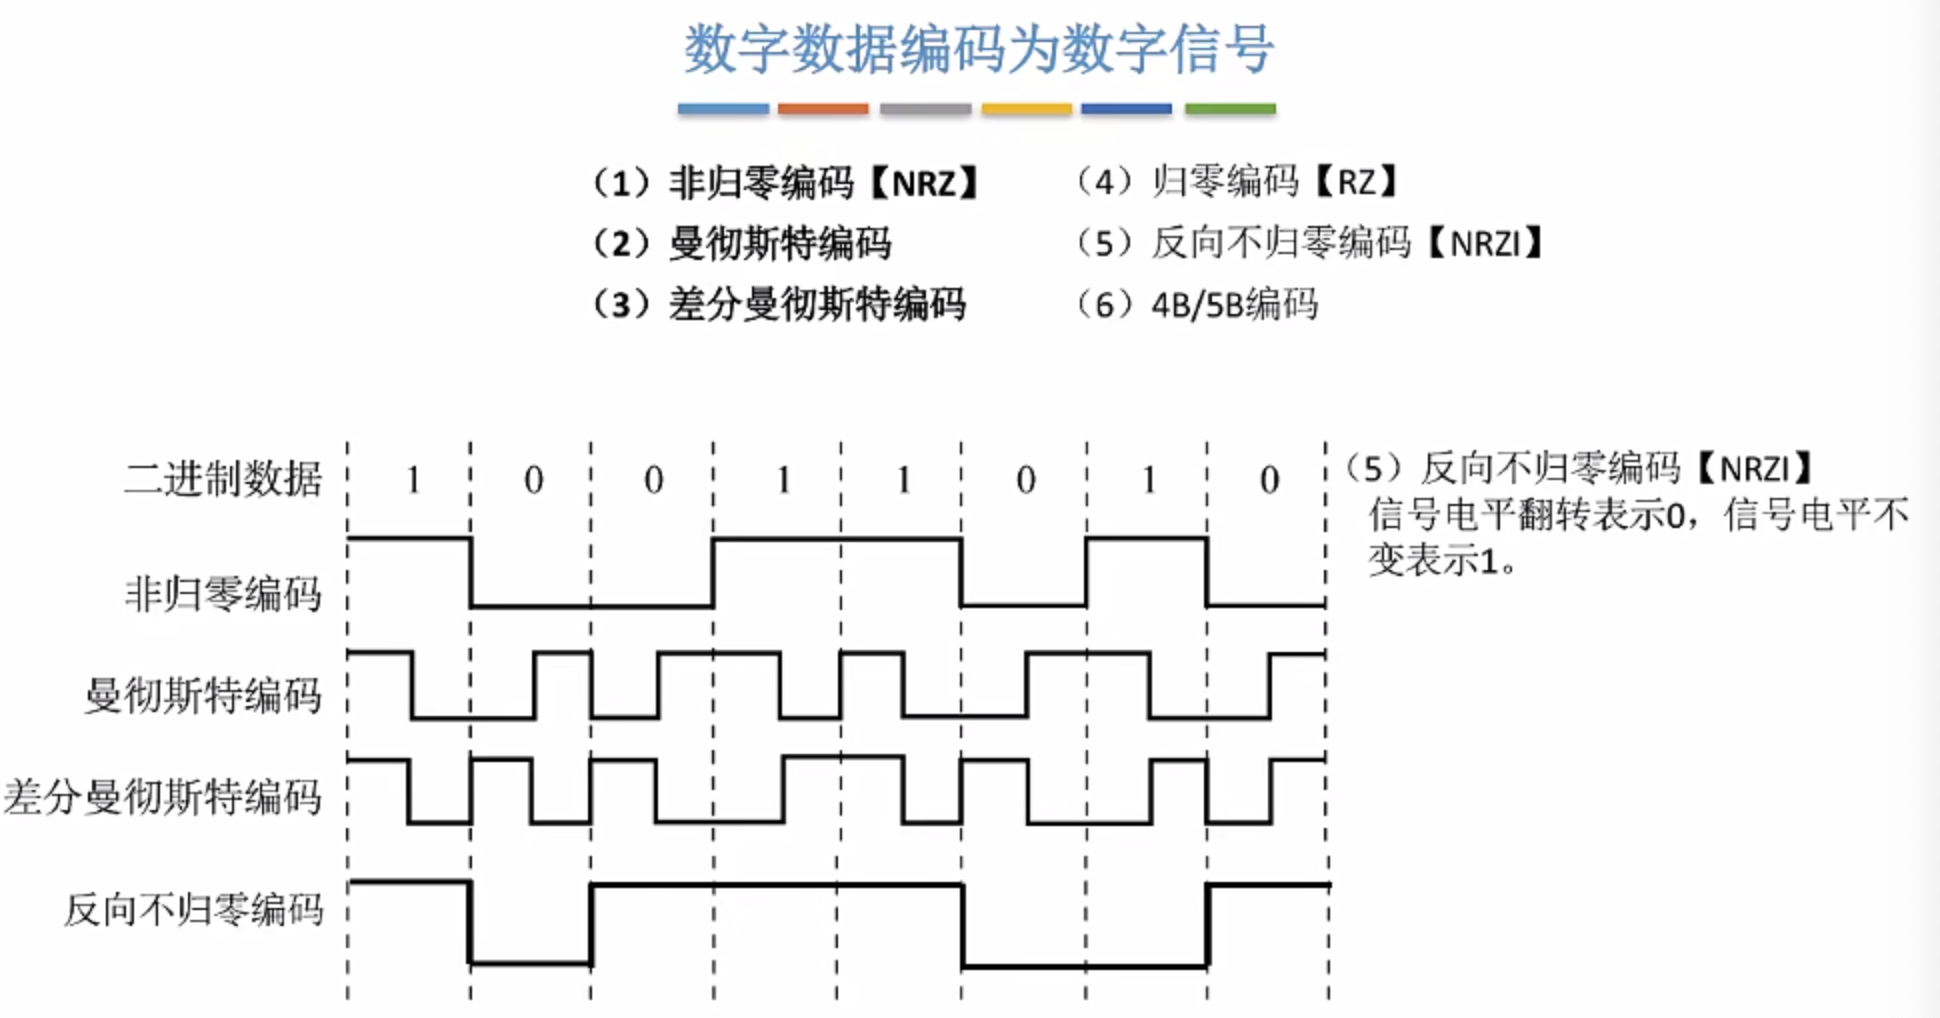 数字数据编码为数字信号
（1）非归零编码【NRZ】
（2）曼彻斯特编码
（3）差分曼彻斯特编码
（4）归零编码【RZ】
（5）反向不归零编码【NRZI】
（6）4B/5B编码
二进制数据 1 0 0 1 1 0 1 0
非归零编码
曼彻斯特编码
差分曼彻斯特编码
反向不归零编码
（5）反向不归零编码【NRZI】
信号电平翻转表示0，信号电平不
变表示1。